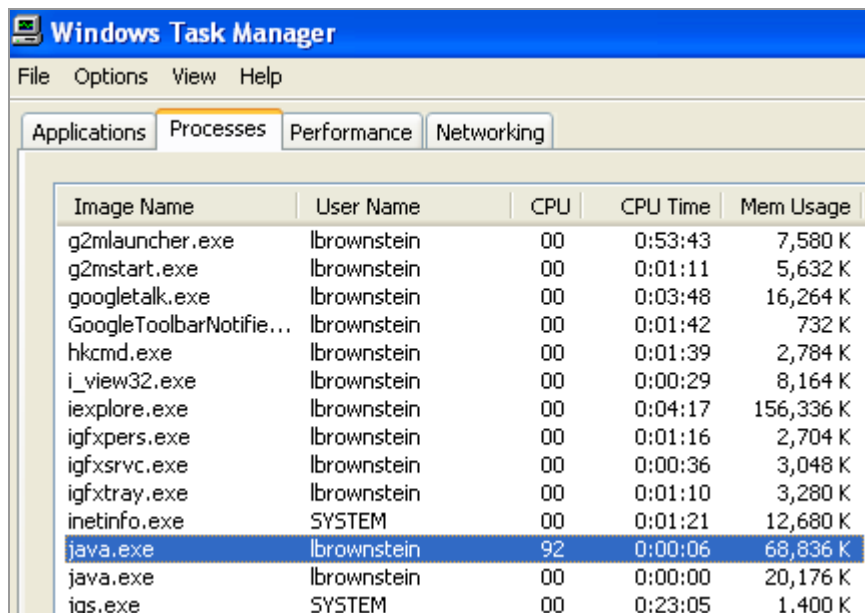 Windows Task Manager
File Options View Help
Applications Processes Performance Networking
Image Name User Name CPU CPU Time Mem Usage
g2mlauncher.exe lbrownstein 00 0:53:43 7,580 K
g2mstart.exe lbrownstein 00 0:01:11 5,632 K
googletalk.exe lbrownstein 00 0:03:48 16,264 K
GoogleToolbarNotifie... lbrownstein 00 0:01:42 732 K
hkcmd.exe lbrownstein 00 0:01:39 2,784 K
i_view32.exe lbrownstein 00 0:00:29 8,164 K
iexplore.exe lbrownstein 00 0:04:17 156,336 K
igfxpers.exe lbrownstein 00 0:01:16 2,704 K
igfxsrvc.exe lbrownstein 00 0:00:36 3,048 K
igfxtray.exe lbrownstein 00 0:01:10 3,280 K
inetinfo.exe SYSTEM 00 0:01:21 12,680 K
java.exe lbrownstein 92 0:00:06 68,836 K
java.exe lbrownstein 00 0:00:00 20,176 K
jqs.exe SYSTEM 00 0:23:05 1,400 K